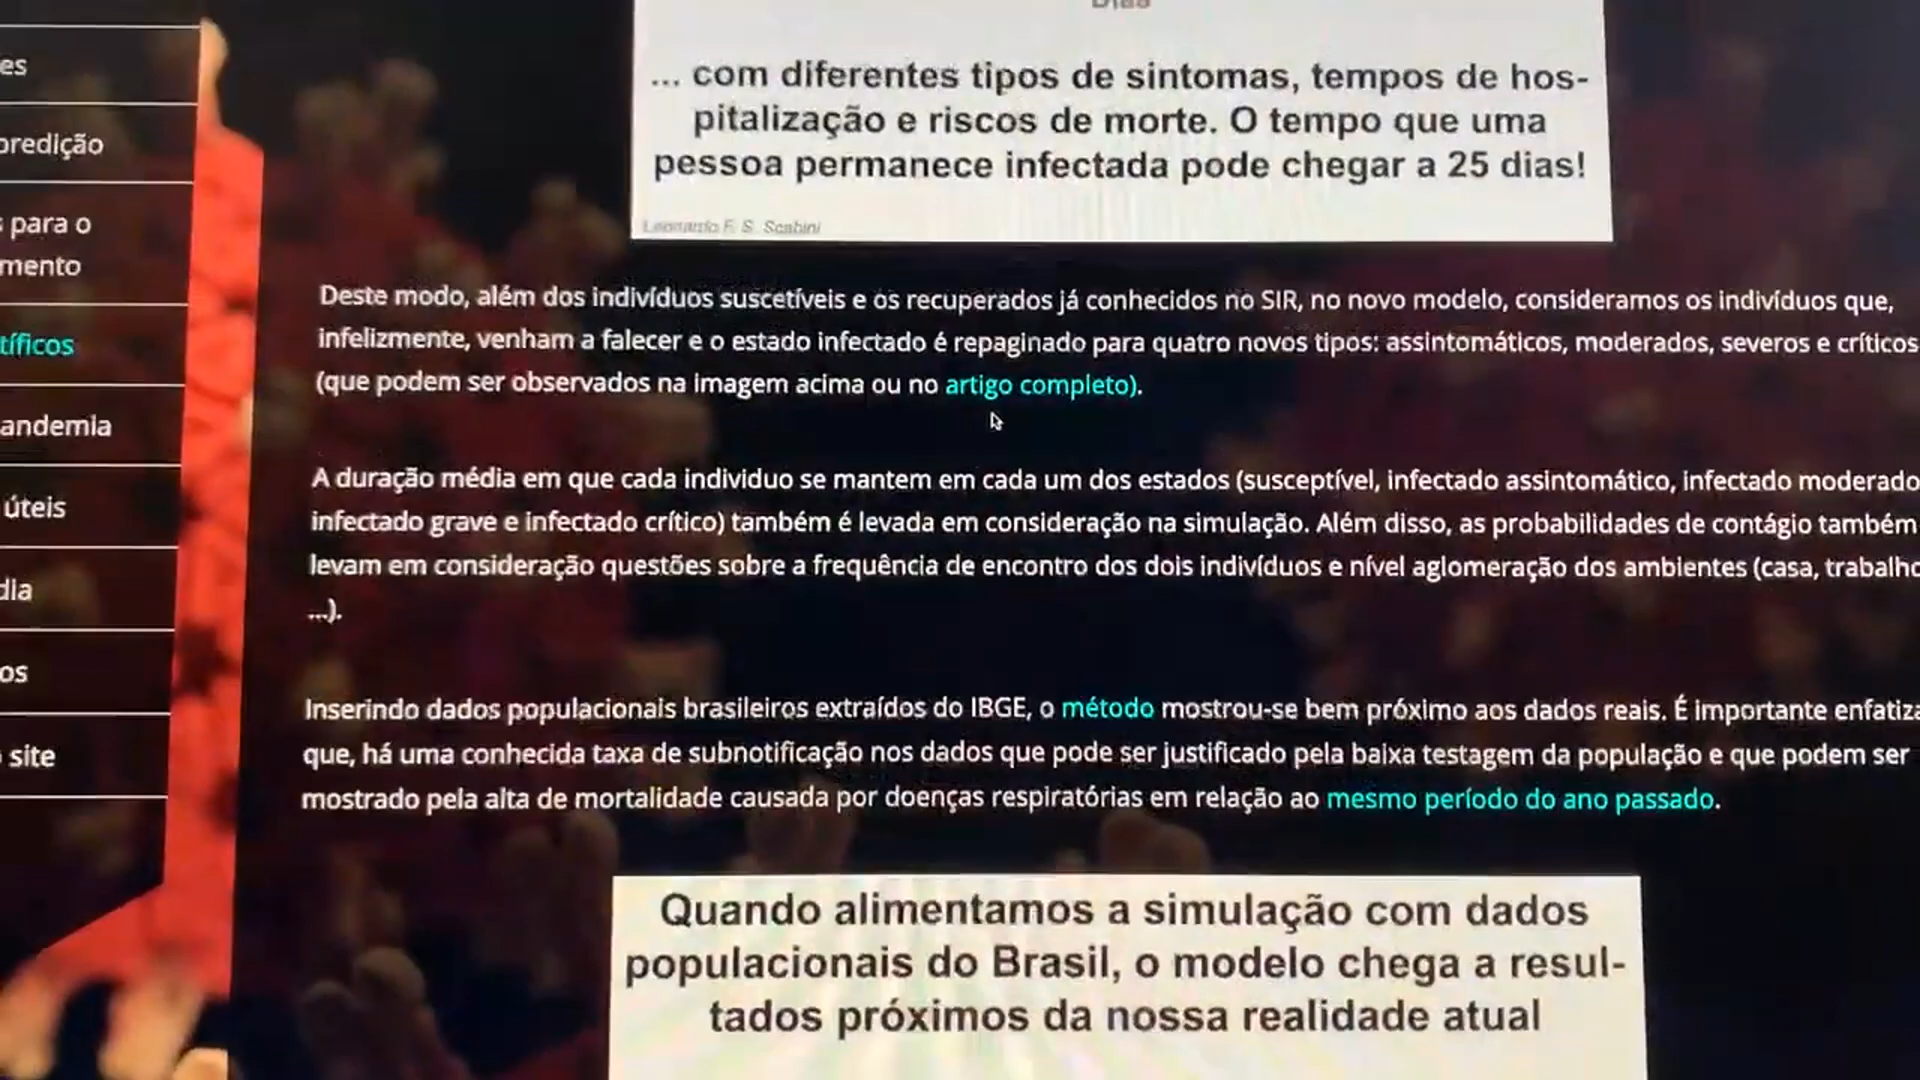 es
predição
para o
mento
tíficos
andemia
úteis
dia
os
site
... com diferentes tipos de sintomas, tempos de hos-
pitalização e riscos de morte. O tempo que uma
pessoa permanece infectada pode chegar a 25 dias!
Leonardo F. S. Scabini
Deste modo, além dos indivíduos suscetíveis e os recuperados já conhecidos no SIR, no novo modelo, consideramos os indivíduos que,
infelizmente, venham a falecer e o estado infectado é repaginado para quatro novos tipos: assintomáticos, moderados, severos e críticos
(que podem ser observados na imagem acima ou no artigo completo).
A duração média em que cada individuo se mantem em cada um dos estados (susceptível, infectado assintomático, infectado moderado
infectado grave e infectado crítico) também é levada em consideração na simulação. Além disso, as probabilidades de contágio também
levam em consideração questões sobre a frequência de encontro dos dois indivíduos e nível aglomeração dos ambientes (casa, trabalho
...).
Inserindo dados populacionais brasileiros extraídos do IBGE, o método mostrou-se bem próximo aos dados reais. É importante enfatiza
que, há uma conhecida taxa de subnotificação nos dados que pode ser justificado pela baixa testagem da população e que podem ser
mostrado pela alta de mortalidade causada por doenças respiratórias em relação ao mesmo período do ano passado.
Quando alimentamos a simulação com dados
populacionais do Brasil, o modelo chega a resul-
tados próximos da nossa realidade atual